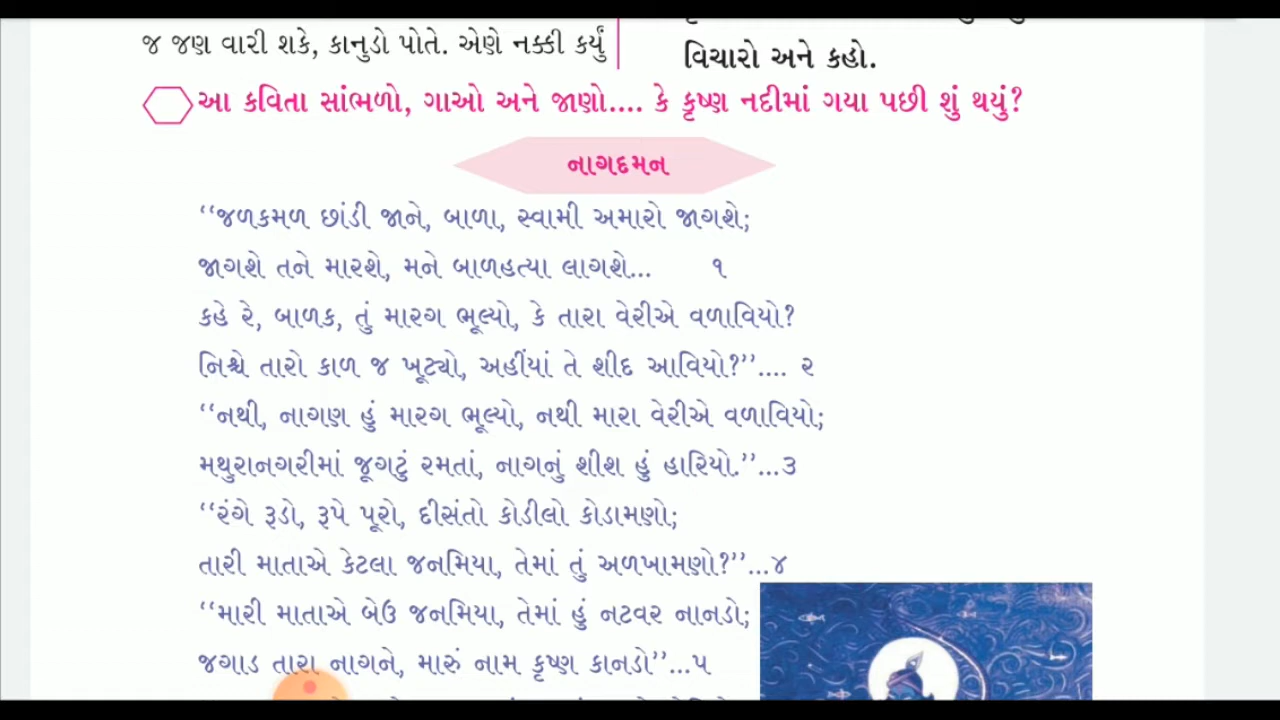 જ જણ વારી શકે, કાનુડો પોતે. એણે નક્કી કર્યું
વિચારો અને કહો.
આ કવિતા સાંભળો, ગાઓ અને જાણો.... કે કૃષ્ણ નદીમાં ગયા પછી શું થયું?
નાગદમન
‘‘જળકમળ છાંડી જાને, બાળા, સ્વામી અમારો જાગશે;
જાગશે તને મારશે, મને બાળહત્યા લાગશે... ૧
કહે રે, બાળક, તું મારગ ભૂલ્યો, કે તારા વેરીએ વળાવિયો?
નિશ્ચે તારો કાળ જ ખૂટ્યો, અહીંયાં તે શીદ આવિયો?’’.... ૨
‘‘નથી, નાગણ હું મારગ ભૂલ્યો, નથી મારા વેરીએ વળાવિયો;
મથુરાનગરીમાં જૂગટું રમતાં, નાગનું શીશ હું હારિયો.’’...૩
‘‘રંગે રૂડો, રૂપે પૂરો, દીસંતો કોડીલો કોડામણો;
તારી માતાએ કેટલા જનમિયા, તેમાં તું અળખામણો?’’...૪
‘‘મારી માતાએ બેઉ જનમિયા, તેમાં હું નટવર નાનડો;
જગાડ તારા નાગને, મારું નામ કૃષ્ણ કાનડો’’...૫